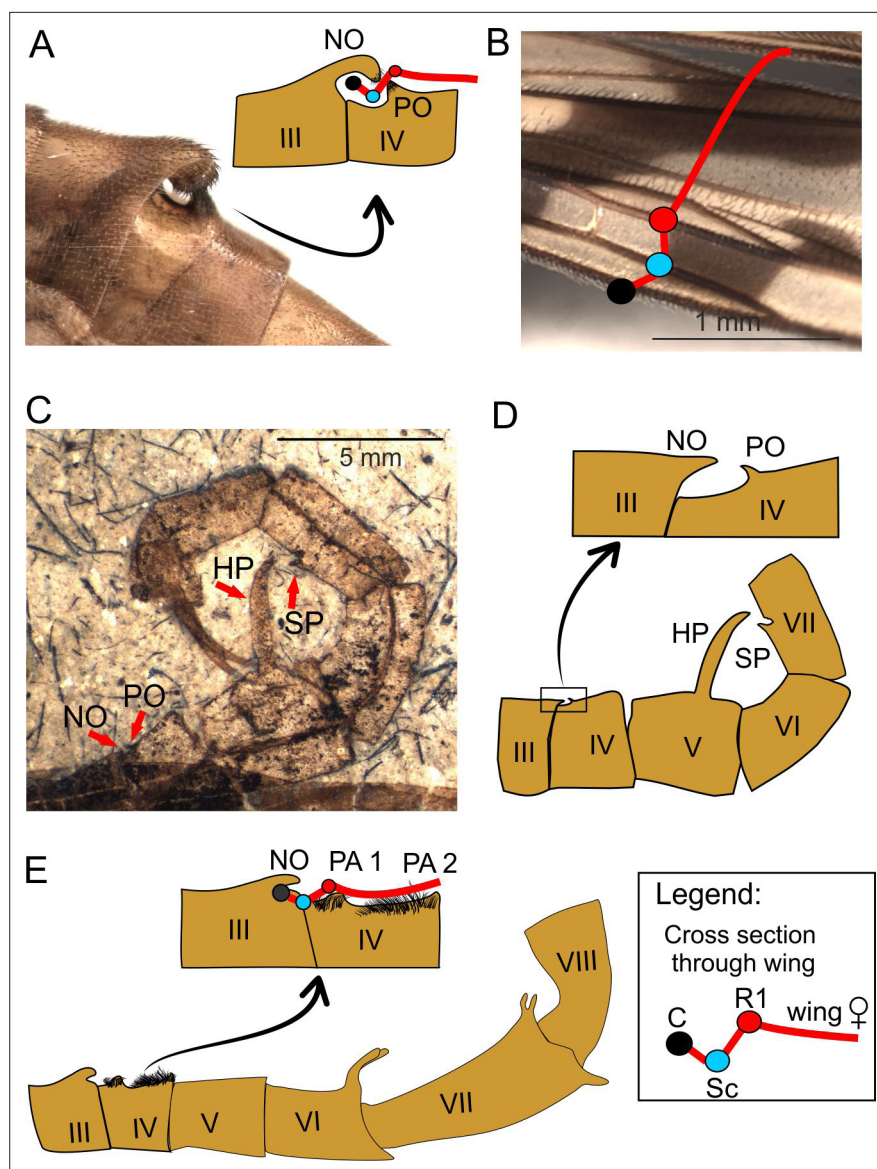 A
NO
PO
III
IV
B
1 mm
C
5 mm
HP
SP
PO
NO
D
NO
PO
III
IV
HP
SP
VII
III
IV
V
VI
E
NO
PA 1
PA 2
III
IV
VIII
III
IV
V
VI
VII
Legend:
Cross section
through wing
R1
C
wing ♀
Sc